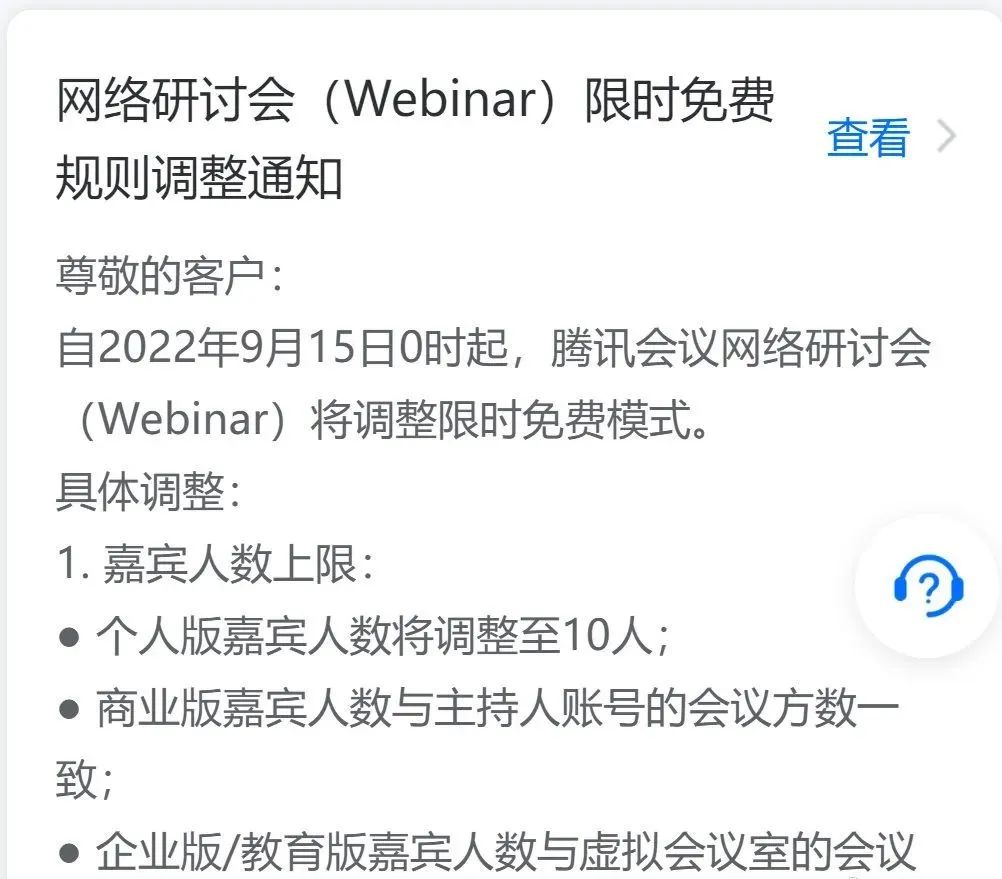 网络研讨会（Webinar）限时免费
规则调整通知
查看
尊敬的客户：
自2022年9月15日0时起，腾讯会议网络研讨会
（Webinar）将调整限时免费模式。
具体调整：
1. 嘉宾人数上限：
● 个人版嘉宾人数将调整至10人；
● 商业版嘉宾人数与主持人账号的会议方数一
致；
● 企业版/教育版嘉宾人数与虚拟会议室的会议